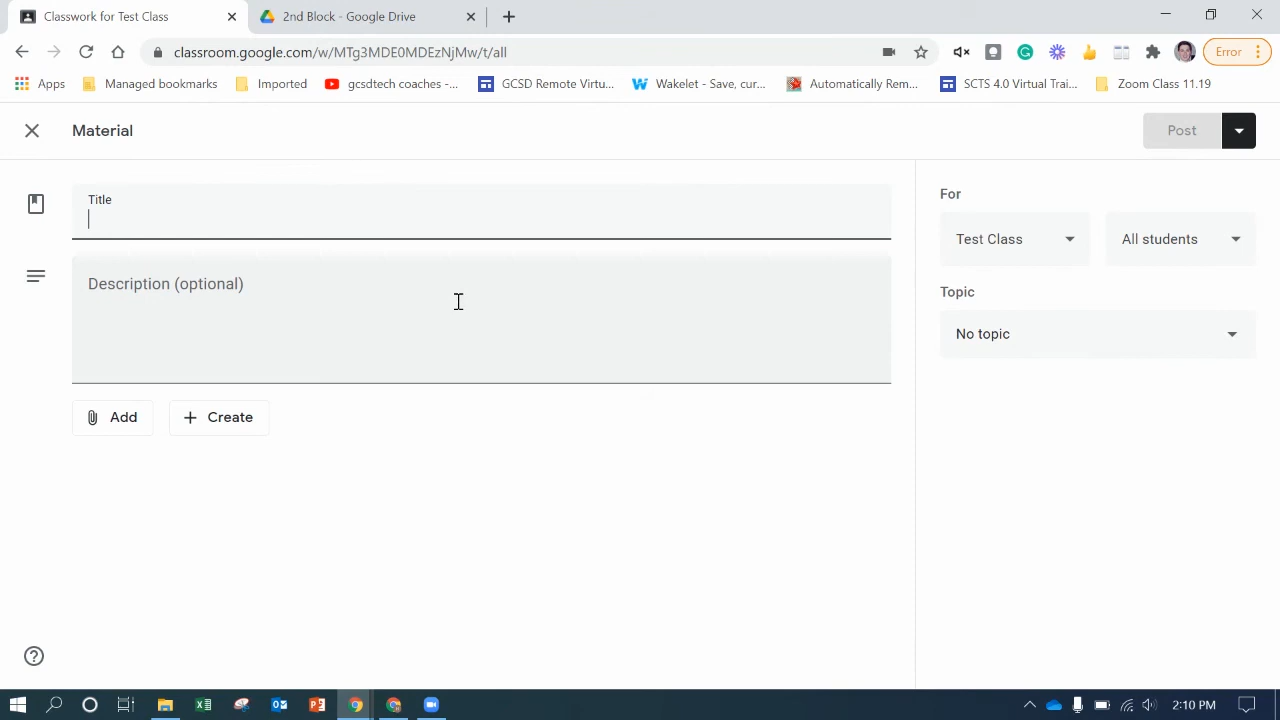 Classwork for Test Class
2nd Block - Google Drive
classroom.google.com/w/MTg3MDE0MDEzNjMw/t/all
Error
Apps
Managed bookmarks
Imported
gcsdtech coaches -...
GCSD Remote Virtu...
Wakelet - Save, cur...
Automatically Rem...
SCTS 4.0 Virtual Trai...
Zoom Class 11.19
Material
Post
Title
Description (optional)
Add
Create
For
Test Class
All students
Topic
No topic
2:10 PM